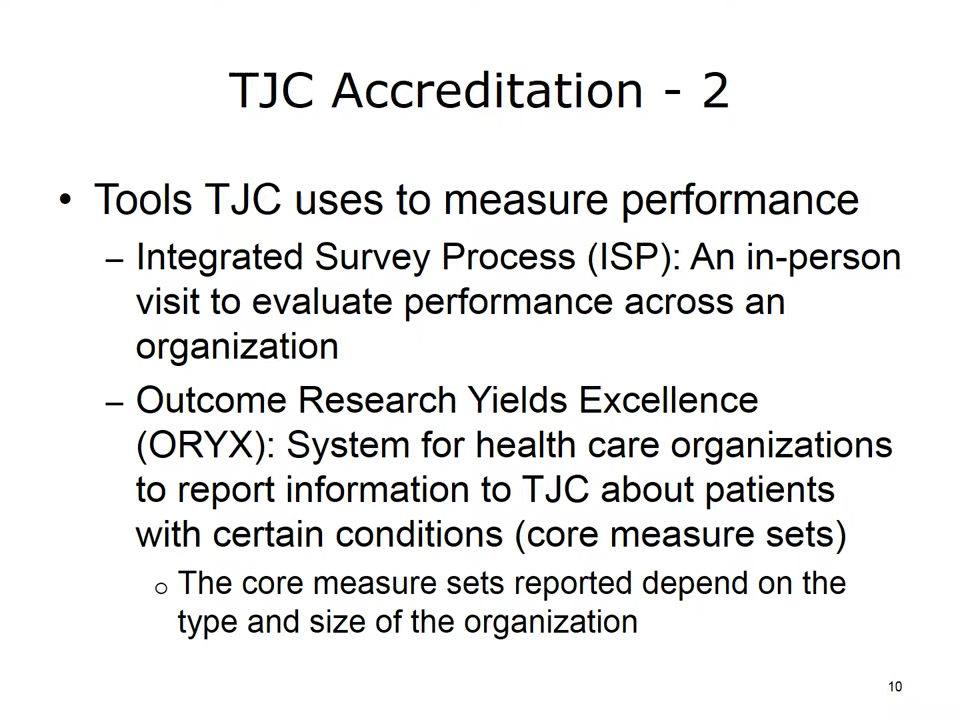 TJC Accreditation - 2
• Tools TJC uses to measure performance
– Integrated Survey Process (ISP): An in-person
visit to evaluate performance across an
organization
– Outcome Research Yields Excellence
(ORYX): System for health care organizations
to report information to TJC about patients
with certain conditions (core measure sets)
o The core measure sets reported depend on the
type and size of the organization
10